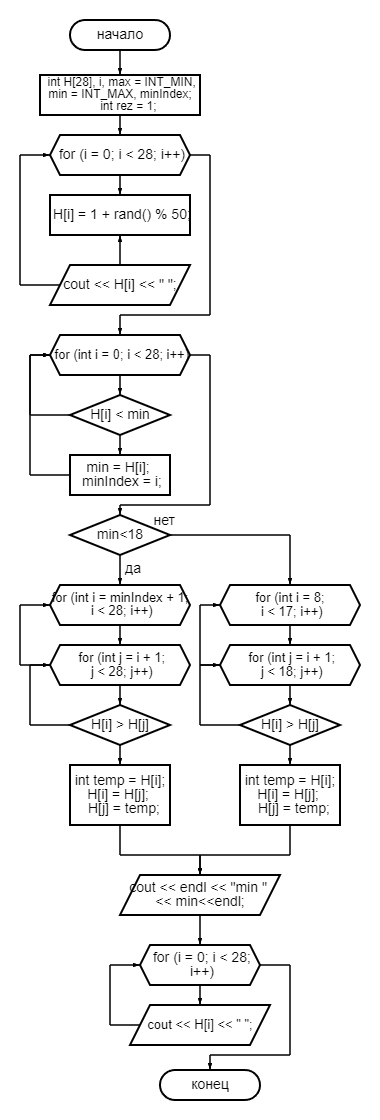 начало
int H[28], i, max = INT_MIN,
min = INT_MAX, minIndex;
int rez = 1;
for (i = 0; i < 28; i++)
H[i] = 1 + rand() % 50;
cout << H[i] << " ";
for (int i = 0; i < 28; i++
H[i] < min
min = H[i];
minIndex = i;
min<18
нет
да
for (int i = minIndex + 1;
i < 28; i++)
for (int i = 8;
i < 17; i++)
for (int j = i + 1;
j < 28; j++)
for (int j = i + 1;
j < 18; j++)
H[i] > H[j]
H[i] > H[j]
int temp = H[i];
H[i] = H[j];
H[j] = temp;
int temp = H[i];
H[i] = H[j];
H[j] = temp;
cout << endl << "min "
<< min<<endl;
for (i = 0; i < 28;
i++)
cout << H[i] << " ";
конец